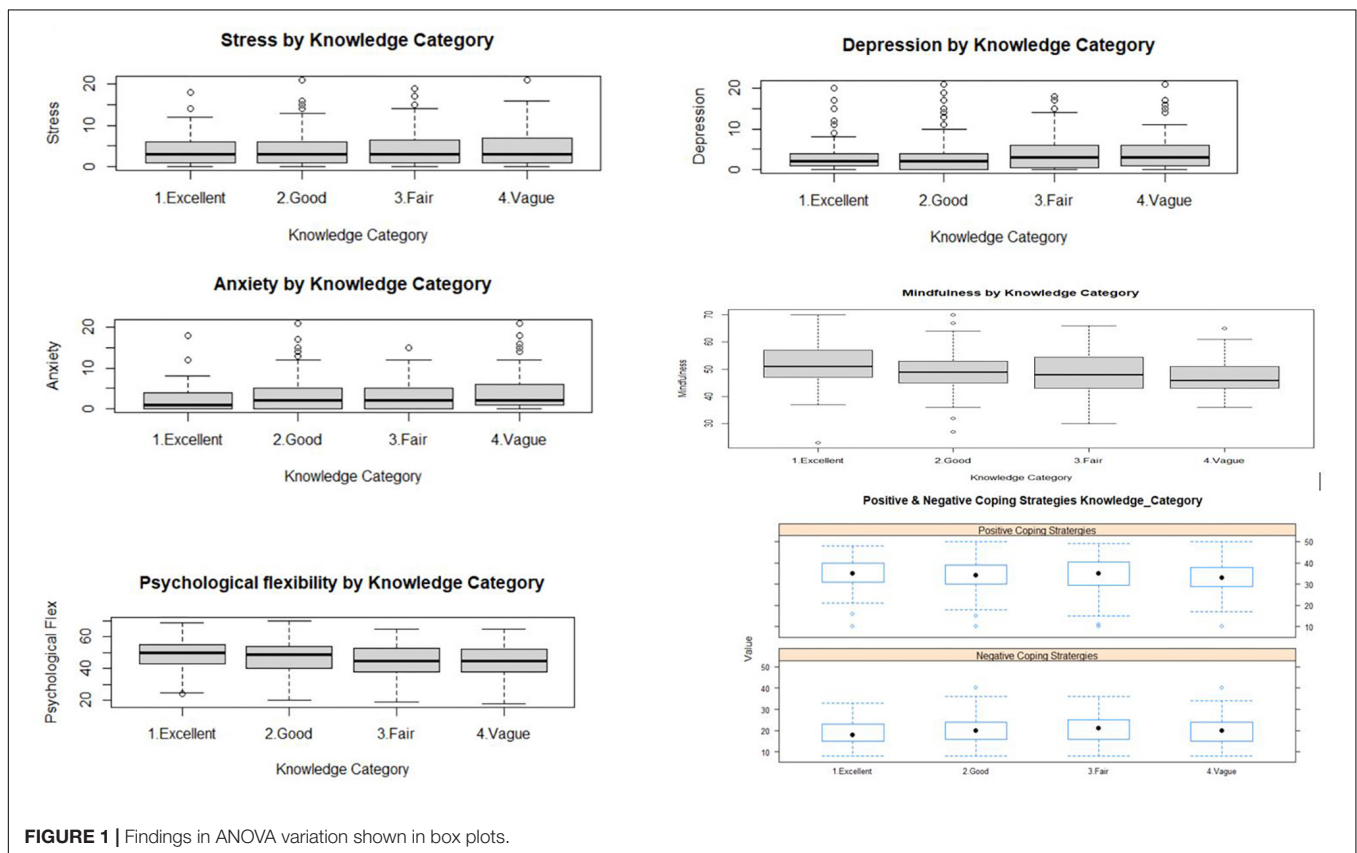 Stress by Knowledge Category
Stress
20
10
0
1.Excellent 2.Good 3.Fair 4.Vague
Knowledge Category
Depression by Knowledge Category
Depression
20
10
0
1.Excellent 2.Good 3.Fair 4.Vague
Knowledge Category
Anxiety by Knowledge Category
Anxiety
20
10
0
1.Excellent 2.Good 3.Fair 4.Vague
Knowledge Category
Mindfulness by Knowledge Category
Mindfulness
70
60
50
40
30
1.Excellent 2.Good 3.Fair 4.Vague
Knowledge Category
Psychological flexibility by Knowledge Category
Psychological Flex
60
40
20
1.Excellent 2.Good 3.Fair 4.Vague
Knowledge Category
Positive & Negative Coping Strategies Knowledge_Category
Positive Coping Stratergies
50
40
30
20
10
Value
Negative Coping Stratergies
50
40
30
20
10
1.Excellent 2.Good 3.Fair 4.Vague
FIGURE 1 | Findings in ANOVA variation shown in box plots.